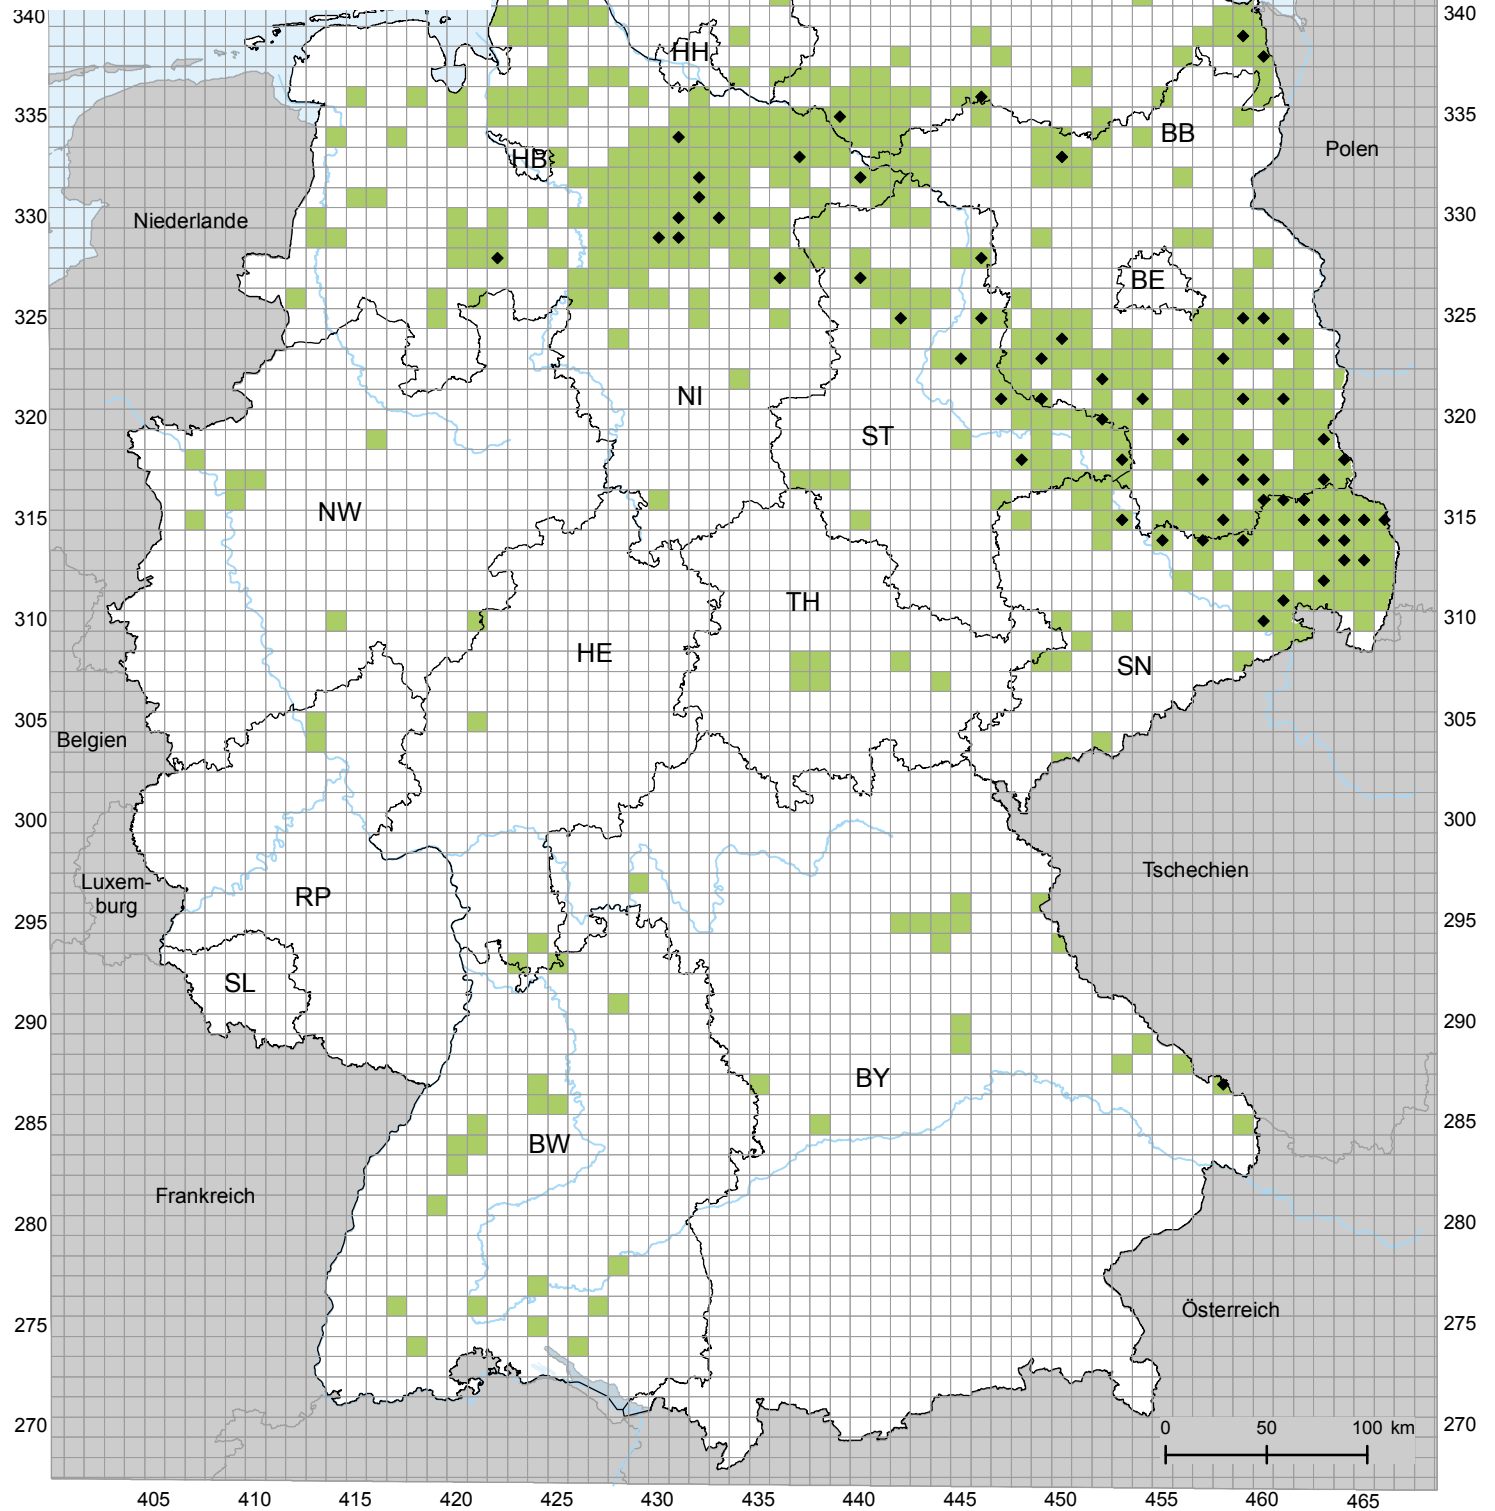 340 340
HH
335 335
BB
HB
Polen
Niederlande
330 330
BE
325 325
NI
320 320
ST
NW
315 315
TH
310 310
HE
SN
305 305
Belgien
300 300
Tschechien
Luxem-
burg
RP
295 295
SL
290 290
BY
285 285
BW
Frankreich
280 280
Österreich
275 275
270 270
0 50 100 km
405 410 415 420 425 430 435 440 445 450 455 460 465